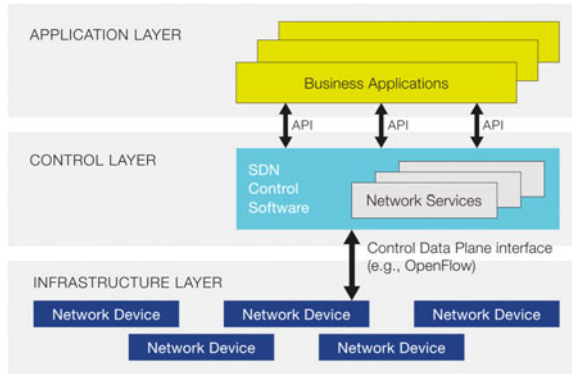 APPLICATION LAYER
Business Applications
API
API
API
CONTROL LAYER
SDN
Control
Software
Network Services
Control Data Plane interface
(e.g., OpenFlow)
INFRASTRUCTURE LAYER
Network Device
Network Device
Network Device
Network Device
Network Device